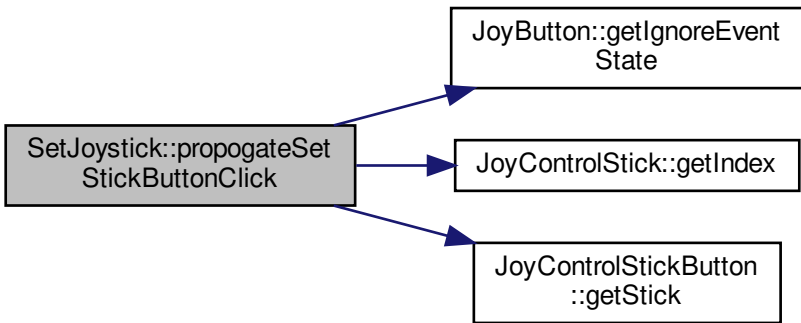 JoyButton::getIgnoreEvent
State
SetJoystick::propogateSet
StickButtonClick
JoyControlStick::getIndex
JoyControlStickButton
::getStick